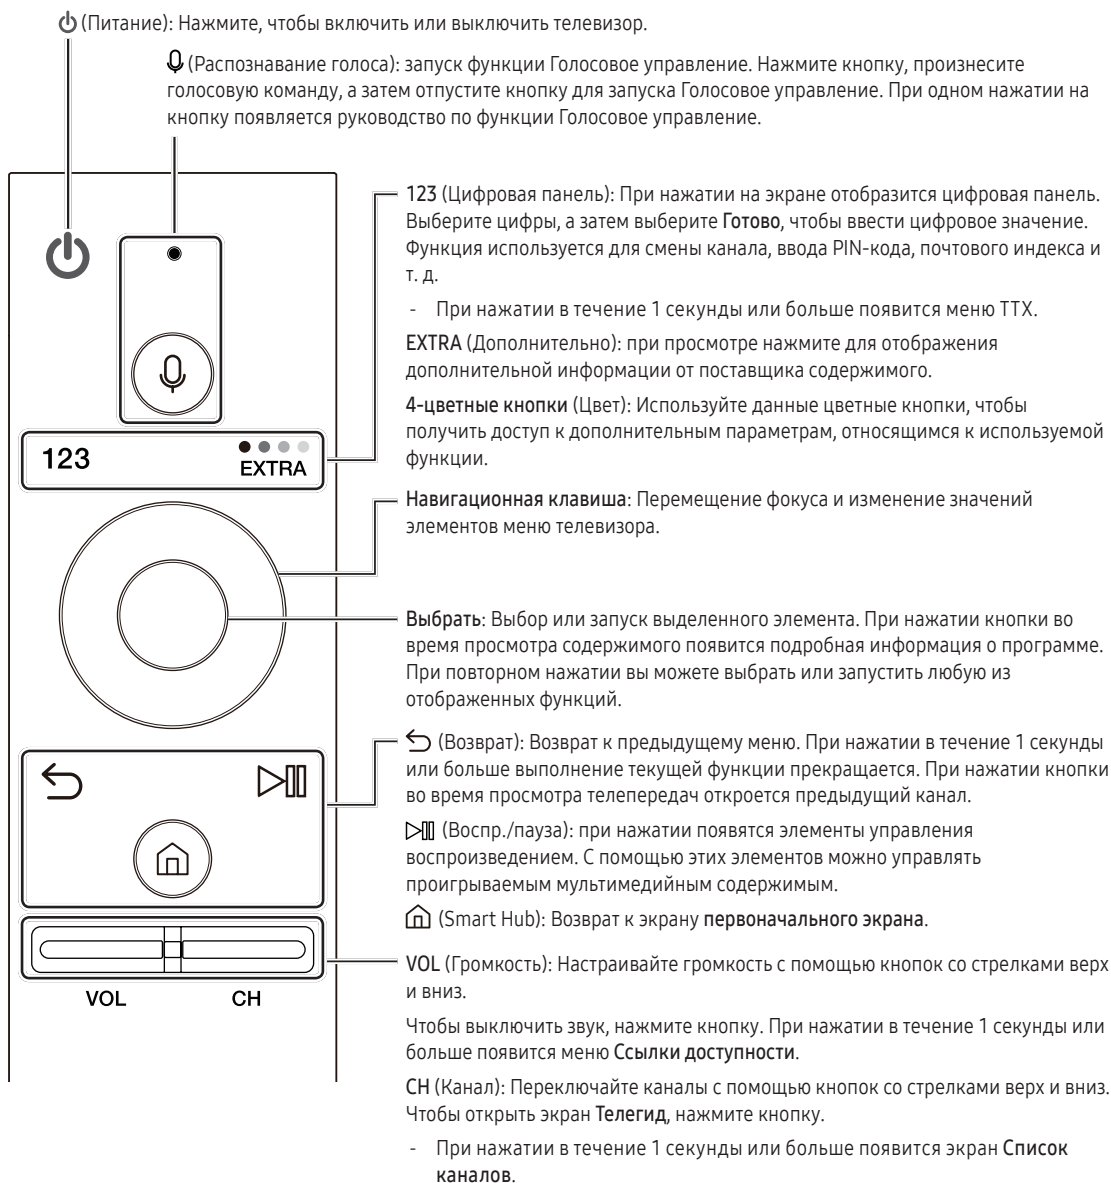 (Питание): Нажмите, чтобы включить или выключить телевизор.
(Распознавание голоса): запуск функции Голосовое управление. Нажмите кнопку, произнесите
голосовую команду, а затем отпустите кнопку для запуска Голосовое управление. При одном нажатии на
кнопку появляется руководство по функции Голосовое управление.
123 (Цифровая панель): При нажатии на экране отобразится цифровая панель.
Выберите цифры, а затем выберите Готово, чтобы ввести цифровое значение.
Функция используется для смены канала, ввода PIN-кода, почтового индекса и
т. д.
- При нажатии в течение 1 секунды или больше появится меню TTX.
EXTRA (Дополнительно): при просмотре нажмите для отображения
дополнительной информации от поставщика содержимого.
4-цветные кнопки (Цвет): Используйте данные цветные кнопки, чтобы
получить доступ к дополнительным параметрам, относящимся к используемой
функции.
123
EXTRA
Навигационная клавиша: Перемещение фокуса и изменение значений
элементов меню телевизора.
Выбрать: Выбор или запуск выделенного элемента. При нажатии кнопки во
время просмотра содержимого появится подробная информация о программе.
При повторном нажатии вы можете выбрать или запустить любую из
отображенных функций.
(Возврат): Возврат к предыдущему меню. При нажатии в течение 1 секунды
или больше выполнение текущей функции прекращается. При нажатии кнопки
во время просмотра телепередач откроется предыдущий канал.
(Воспр./пауза): при нажатии появятся элементы управления
воспроизведением. С помощью этих элементов можно управлять
проигрываемым мультимедийным содержимым.
(Smart Hub): Возврат к экрану первоначального экрана.
VOL (Громкость): Настраивайте громкость с помощью кнопок со стрелками верх
и вниз.
Чтобы выключить звук, нажмите кнопку. При нажатии в течение 1 секунды или
больше появится меню Ссылки доступности.
VOL
CH
CH (Канал): Переключайте каналы с помощью кнопок со стрелками верх и вниз.
Чтобы открыть экран Телегид, нажмите кнопку.
- При нажатии в течение 1 секунды или больше появится экран Список
каналов.